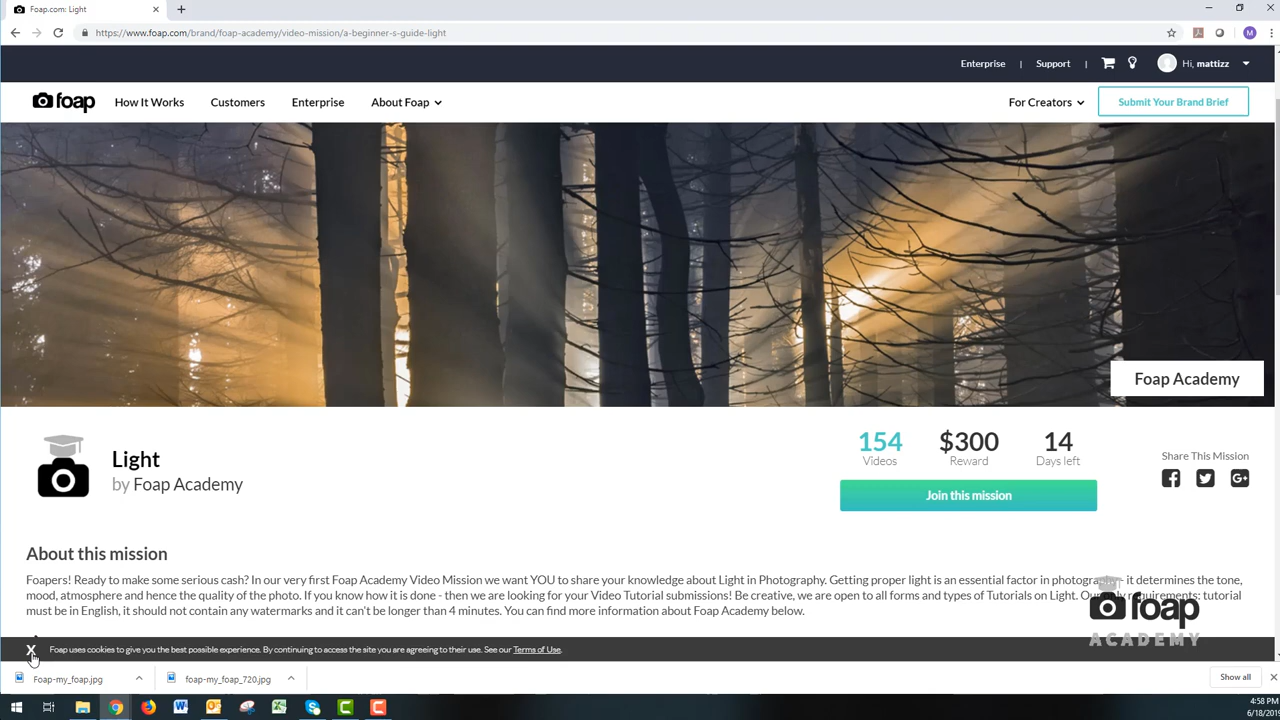 Foap.com: Light
https://www.foap.com/brand/foap-academy/video-mission/a-beginner-s-guide-light
M
Enterprise | Support | Hi, mattizz
foap How It Works Customers Enterprise About Foap For Creators Submit Your Brand Brief
Foap Academy
154 $300 14
Videos Reward Days left
Light
by Foap Academy
Share This Mission
Join this mission
About this mission
Foapers! Ready to make some serious cash? In our very first Foap Academy Video Mission we want YOU to share your knowledge about Light in Photography. Getting proper light is an essential factor in photogra it determines the tone,
mood, atmosphere and hence the quality of the photo. If you know how it is done - then we are looking for your Video Tutorial submissions! Be creative, we are open to all forms and types of Tutorials on Light. requirements: tutorial
must be in English, it should not contain any watermarks and it can't be longer than 4 minutes. You can find more information about Foap Academy below.
foap
ACADEMY
X Foap uses cookies to give you the best possible experience. By continuing to access the site you are agreeing to their use. See our Terms of Use.
Foap-my_foap.jpg foap-my_foap_720.jpg Show all
4:58 PM
6/18/201